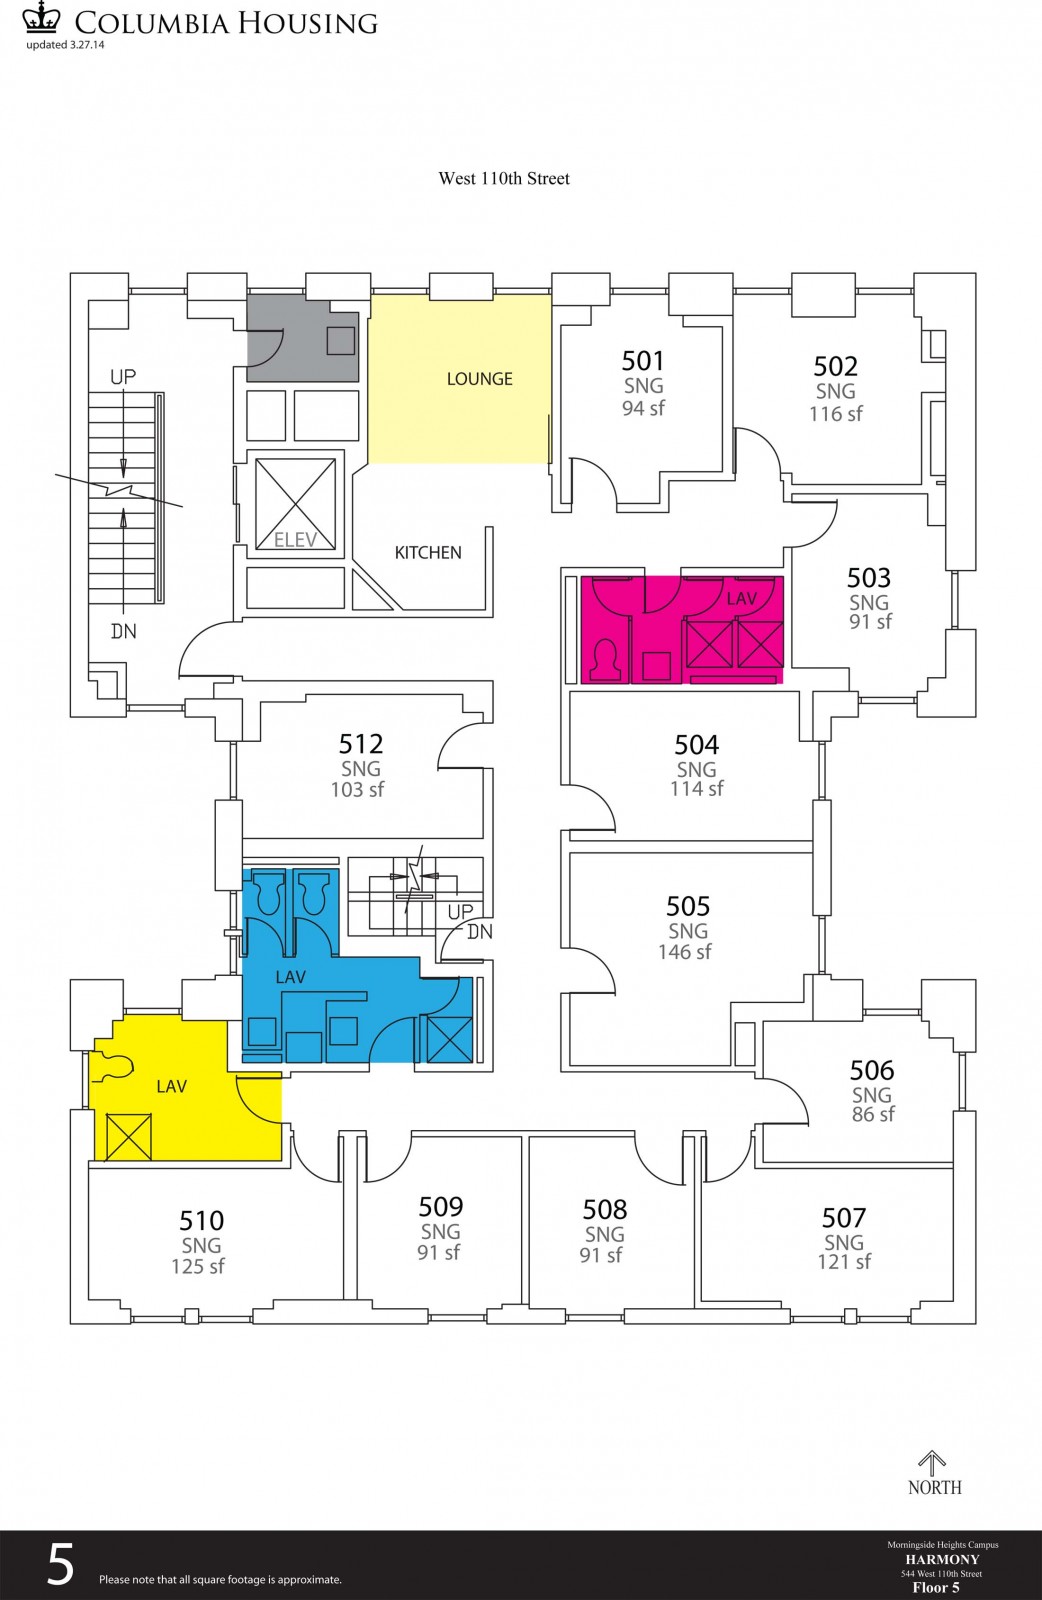 COLUMBIA HOUSING
updated 3.27.14
West 110th Street
UP
LOUNGE
501
SNG
94 sf
502
SNG
116 sf
ELEV
KITCHEN
503
SNG
91 sf
LAV
DN
512
SNG
103 sf
504
SNG
114 sf
505
SNG
146 sf
UP
DN
LAV
LAV
506
SNG
86 sf
510
SNG
125 sf
509
SNG
91 sf
508
SNG
91 sf
507
SNG
121 sf
NORTH
5
Please note that all square footage is approximate.
Morningside Heights Campus
HARMONY
544 West 110th Street
Floor 5